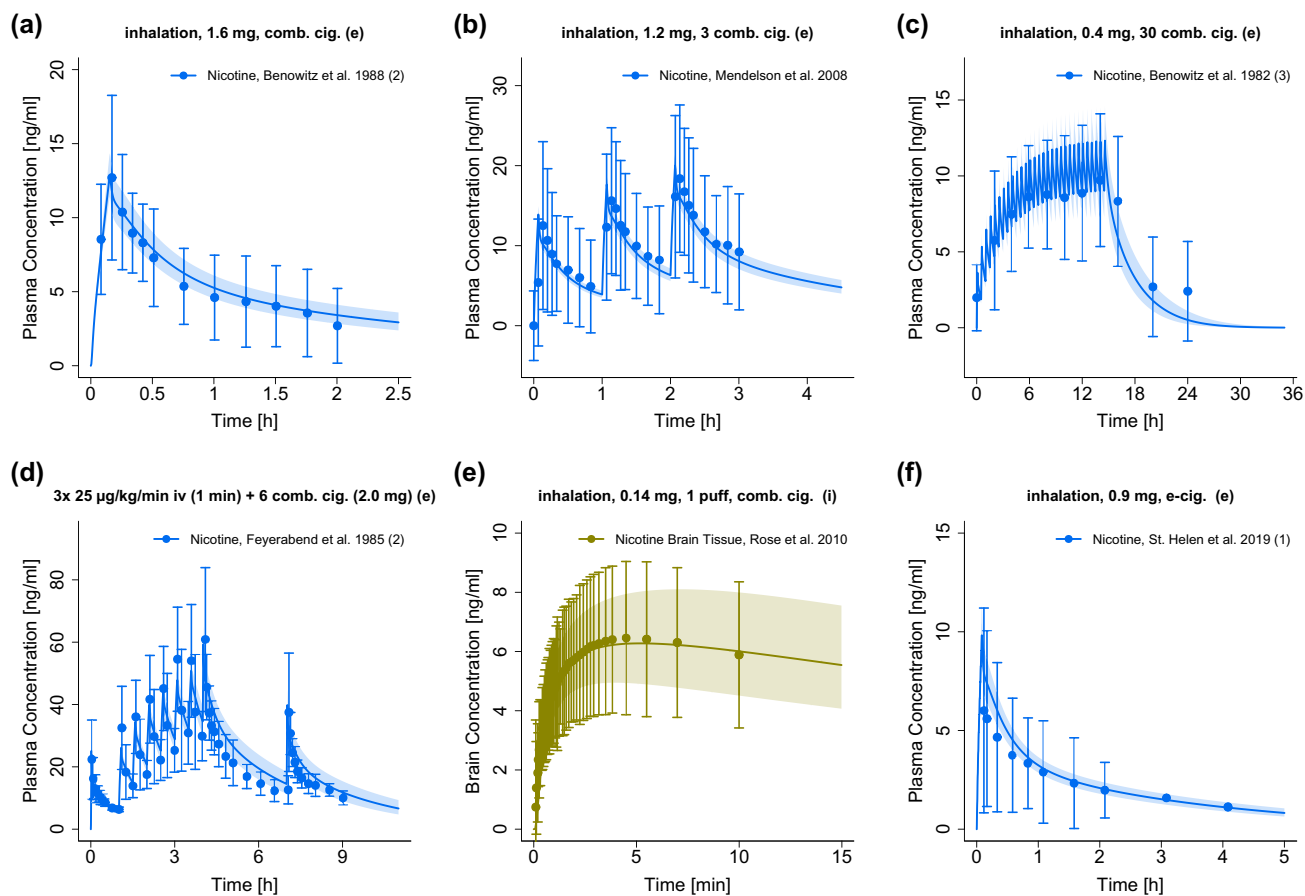 (a)
inhalation, 1.6 mg, comb. cig. (e)
Nicotine, Benowitz et al. 1988 (2)
Plasma Concentration [ng/ml]
20
15
10
5
0
0 0.5 1 1.5 2 2.5
Time [h]
(b)
inhalation, 1.2 mg, 3 comb. cig. (e)
Nicotine, Mendelson et al. 2008
Plasma Concentration [ng/ml]
30
20
10
0
0 1 2 3 4
Time [h]
(c)
inhalation, 0.4 mg, 30 comb. cig. (e)
Nicotine, Benowitz et al. 1982 (3)
Plasma Concentration [ng/ml]
15
10
5
0
0 6 12 18 24 30 36
Time [h]
(d)
3x 25 µg/kg/min iv (1 min) + 6 comb. cig. (2.0 mg) (e)
Nicotine, Feyerabend et al. 1985 (2)
Plasma Concentration [ng/ml]
80
60
40
20
0
0 3 6 9
Time [h]
(e)
inhalation, 0.14 mg, 1 puff, comb. cig. (i)
Nicotine Brain Tissue, Rose et al. 2010
Brain Concentration [ng/ml]
10
8
6
4
2
0
0 5 10 15
Time [min]
(f)
inhalation, 0.9 mg, e-cig. (e)
Nicotine, St. Helen et al. 2019 (1)
Plasma Concentration [ng/ml]
15
10
5
0
0 1 2 3 4 5
Time [h]